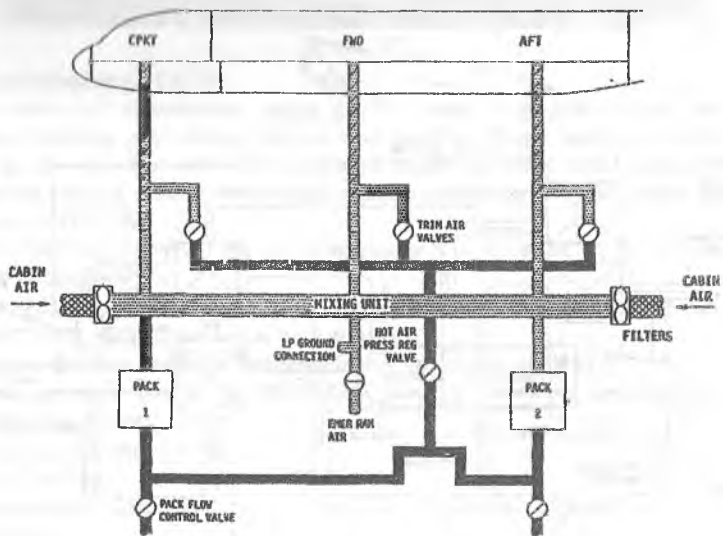 CPKT
FWD
AFT
TRIM AIR
VALVES
CABIN
AIR
CABIN
AIR
MIXING UNIT
FILTERS
LP GROUND
CONNECTION
HOT AIR
PRESS REG
VALVE
PACK
1
PACK
2
EMER RAM
AIR
PACK FLOW
CONTROL VALVE